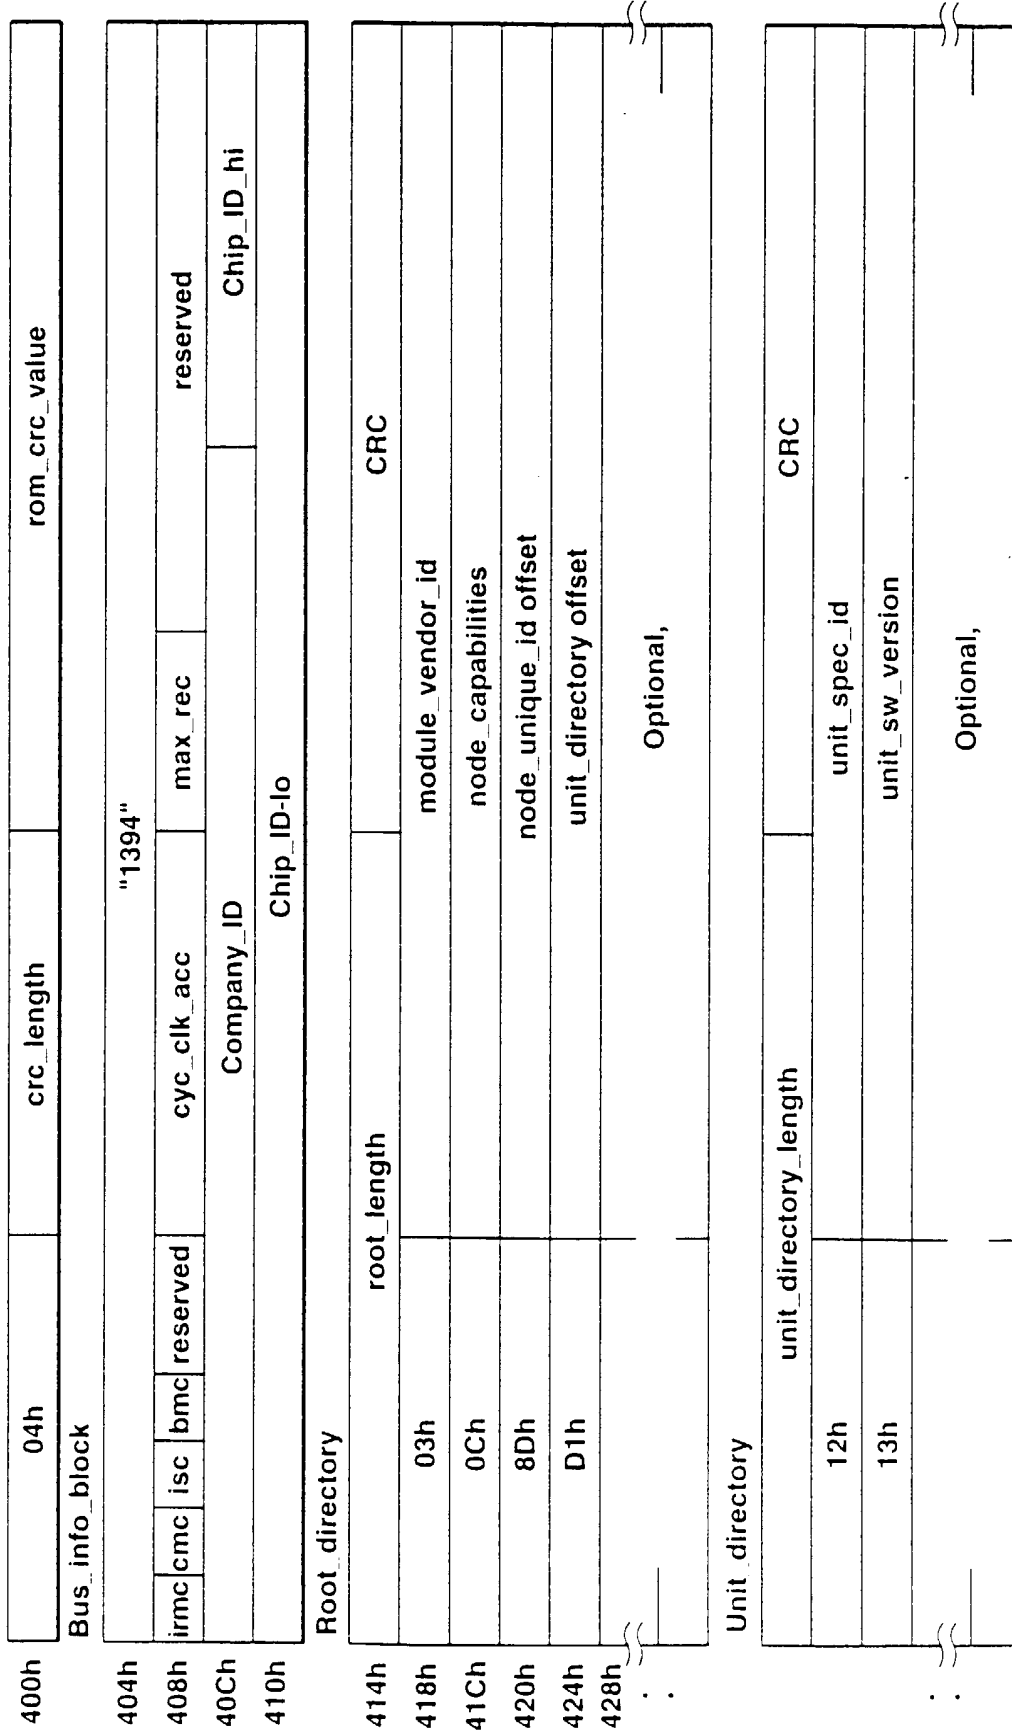 400h 04h crc_length rom_crc_value
Bus_info_block
404h "1394"
408h irmc cmc isc bmc reserved cyc_clk_acc max_rec reserved
40Ch Company_ID Chip_ID_hi
410h Chip_ID-lo
Root_directory
414h root_length CRC
418h 03h module_vendor_id
41Ch 0Ch node_capabilities
420h 8Dh node_unique_id offset
424h D1h unit_directory offset
428h
Optional,
Unit_directory
unit_directory_length CRC
12h unit_spec_id
13h unit_sw_version
Optional,